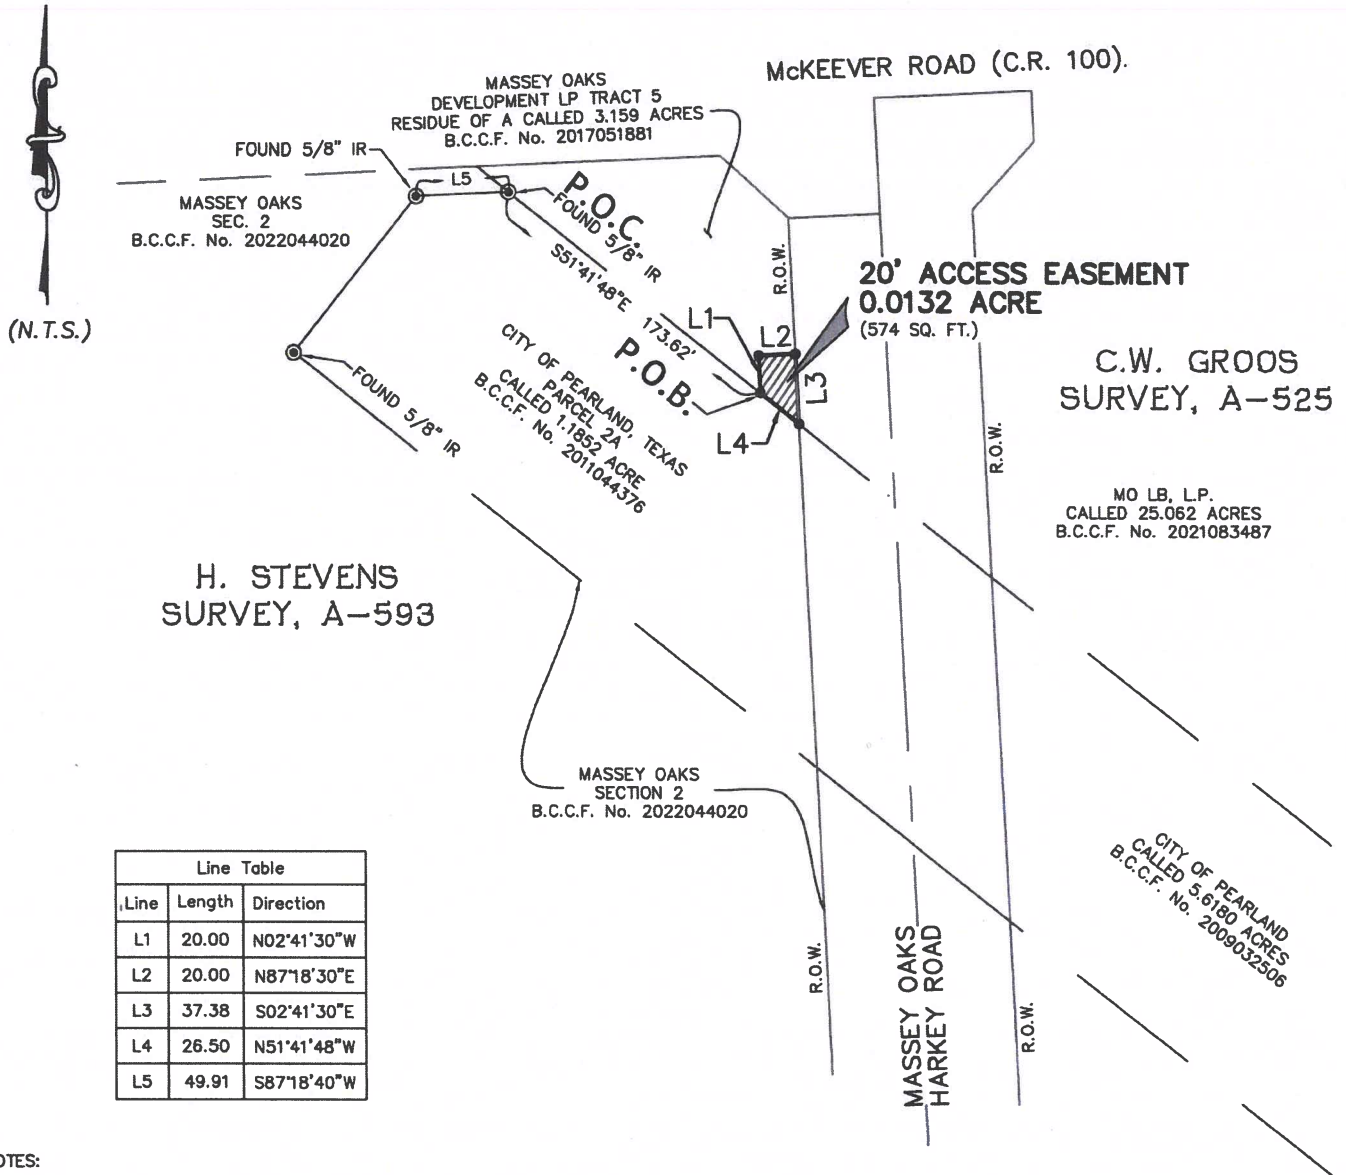 McKEEVER ROAD (C.R. 100).
MASSEY OAKS
DEVELOPMENT LP TRACT 5
RESIDUE OF A CALLED 3.159 ACRES
B.C.C.F. No. 2017051881
FOUND 5/8" IR
L5
MASSEY OAKS
SEC. 2
B.C.C.F. No. 2022044020
(N.T.S.)
P.O.C.
FOUND 5/8" IR
S51°41'48"E 173.62'
R.O.W.
20' ACCESS EASEMENT
0.0132 ACRE
(574 SQ. FT.)
L1
L2
L3
L4
P.O.B.
CITY OF PEARLAND, TEXAS
PARCEL 2A
CALLED 1.1852 ACRE
B.C.C.F. No. 2011044376
FOUND 5/8" IR
C.W. GROOS
SURVEY, A-525
R.O.W.
MO LB, L.P.
CALLED 25.062 ACRES
B.C.C.F. No. 2021083487
H. STEVENS
SURVEY, A-593
MASSEY OAKS
SECTION 2
B.C.C.F. No. 2022044020
CITY OF PEARLAND
CALLED 5.6180 ACRES
B.C.C.F. No. 2009032506
R.O.W.
MASSEY OAKS
HARKEY ROAD
R.O.W.
Line Table
Line Length Direction
L1 20.00 N02°41'30"W
L2 20.00 N87°18'30"E
L3 37.38 S02°41'30"E
L4 26.50 N51°41'48"W
L5 49.91 S87°18'40"W
OTES: